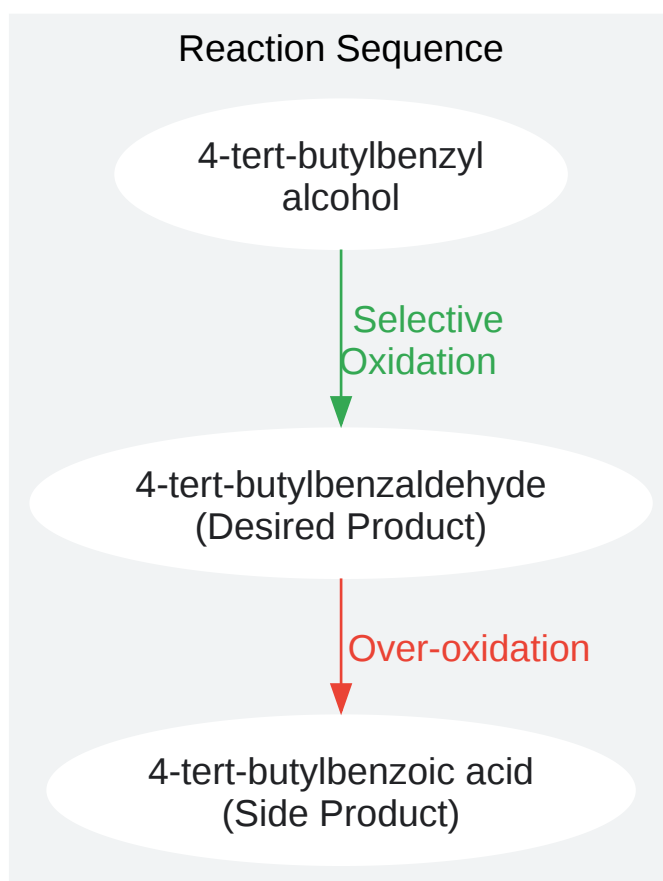 Reaction Sequence
4-tert-butylbenzyl
alcohol
Selective
Oxidation
4-tert-butylbenzaldehyde
(Desired Product)
Over-oxidation
4-tert-butylbenzoic acid
(Side Product)